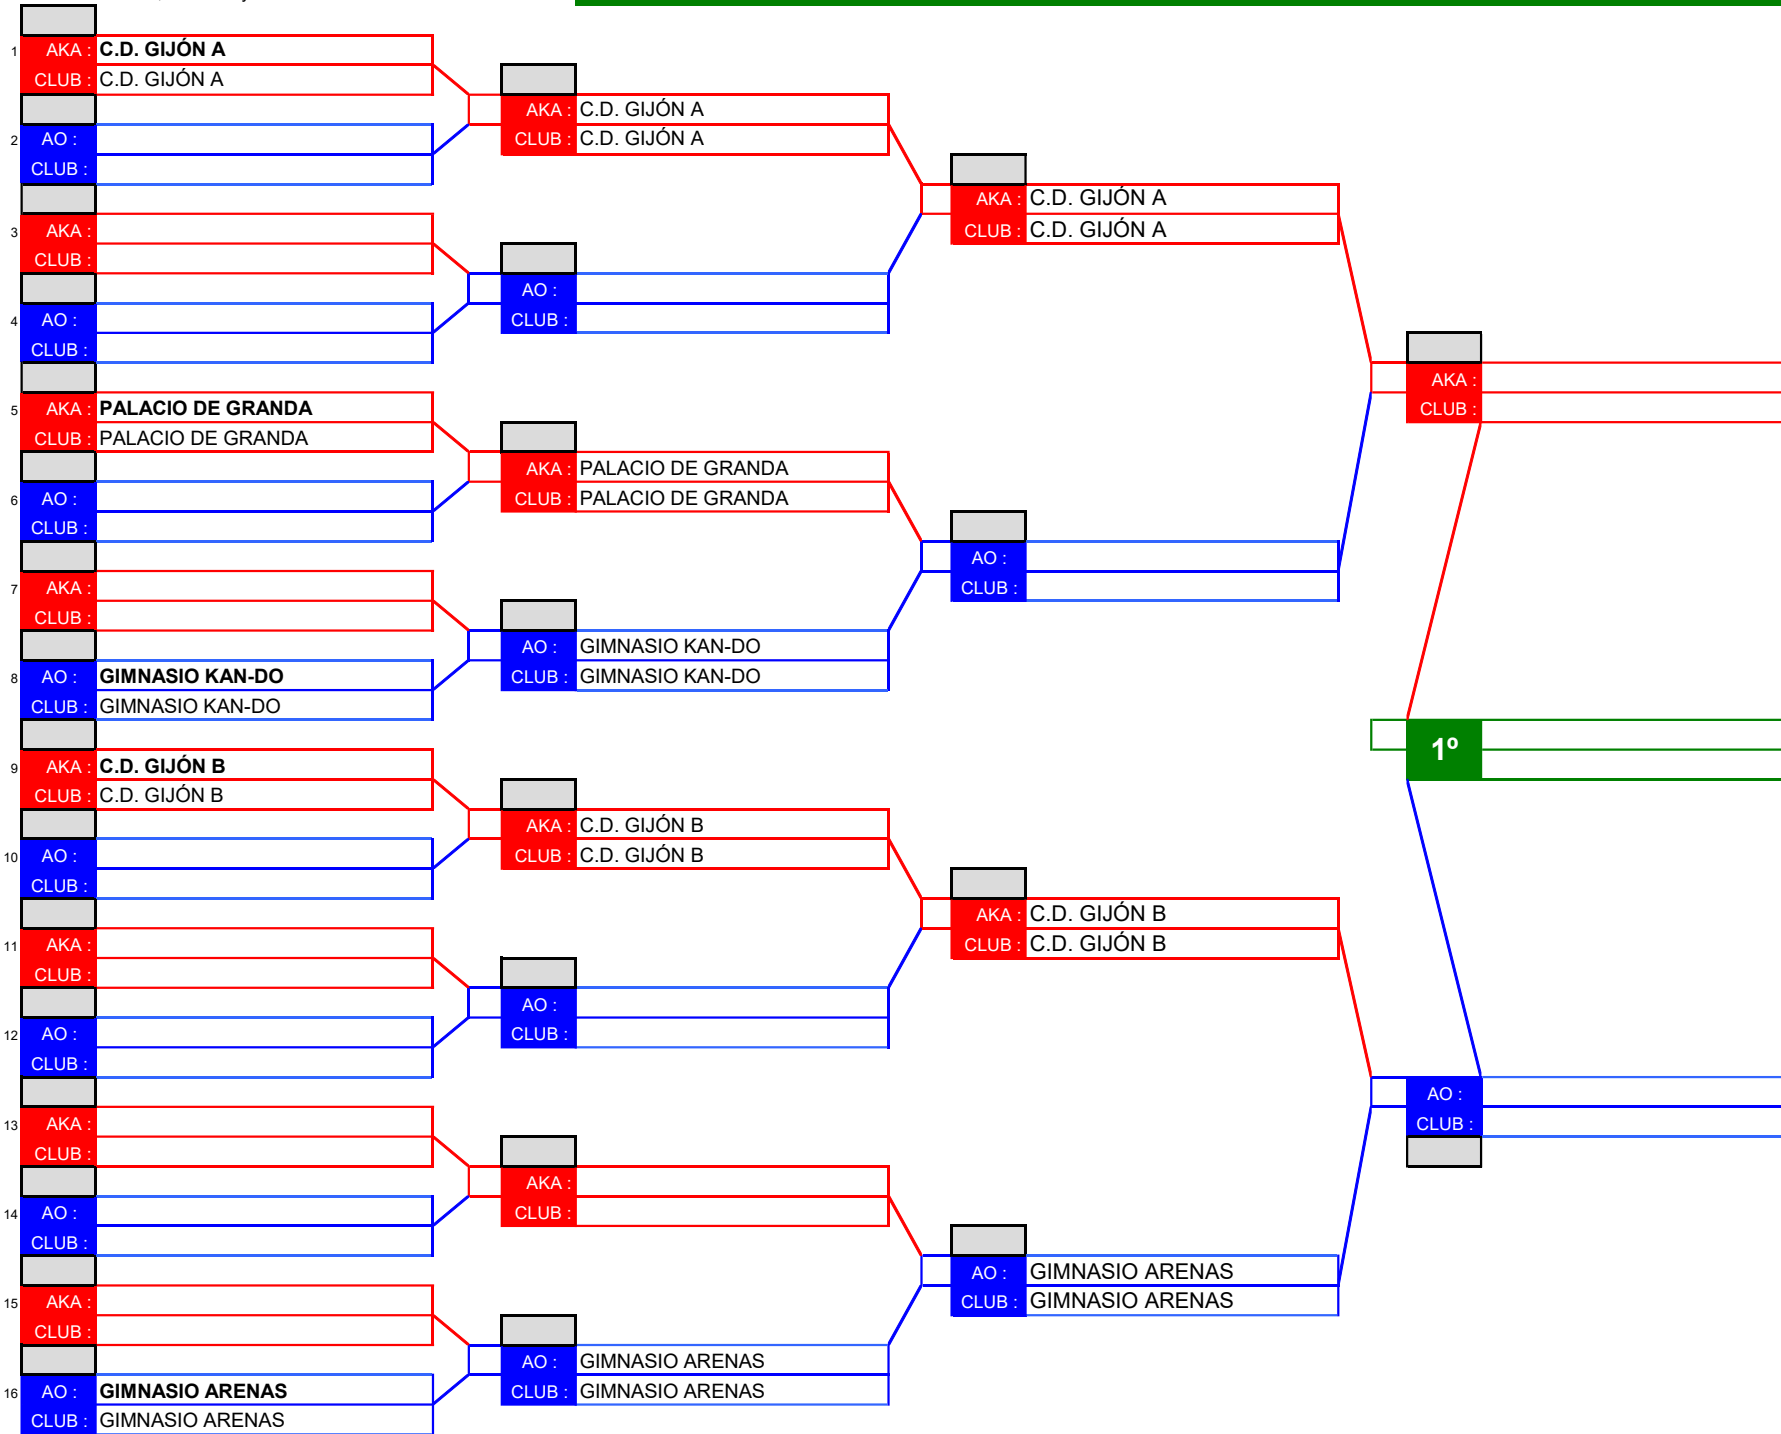 1 AKA : C.D. GIJÓN A
CLUB : C.D. GIJÓN A
2 AO :
CLUB :
3 AKA :
CLUB :
4 AO :
CLUB :
5 AKA : PALACIO DE GRANDA
CLUB : PALACIO DE GRANDA
6 AO :
CLUB :
7 AKA :
CLUB :
8 AO : GIMNASIO KAN-DO
CLUB : GIMNASIO KAN-DO
9 AKA : C.D. GIJÓN B
CLUB : C.D. GIJÓN B
10 AO :
CLUB :
11 AKA :
CLUB :
12 AO :
CLUB :
13 AKA :
CLUB :
14 AO :
CLUB :
15 AKA :
CLUB :
16 AO : GIMNASIO ARENAS
CLUB : GIMNASIO ARENAS
AKA : C.D. GIJÓN A
CLUB : C.D. GIJÓN A
AO :
CLUB :
AKA : PALACIO DE GRANDA
CLUB : PALACIO DE GRANDA
AO : GIMNASIO KAN-DO
CLUB : GIMNASIO KAN-DO
AKA : C.D. GIJÓN B
CLUB : C.D. GIJÓN B
AO :
CLUB :
AKA :
CLUB :
AO : GIMNASIO ARENAS
CLUB : GIMNASIO ARENAS
AKA : C.D. GIJÓN A
CLUB : C.D. GIJÓN A
AO :
CLUB :
AKA : C.D. GIJÓN B
CLUB : C.D. GIJÓN B
AO : GIMNASIO ARENAS
CLUB : GIMNASIO ARENAS
AKA :
CLUB :
1º
AO :
CLUB :